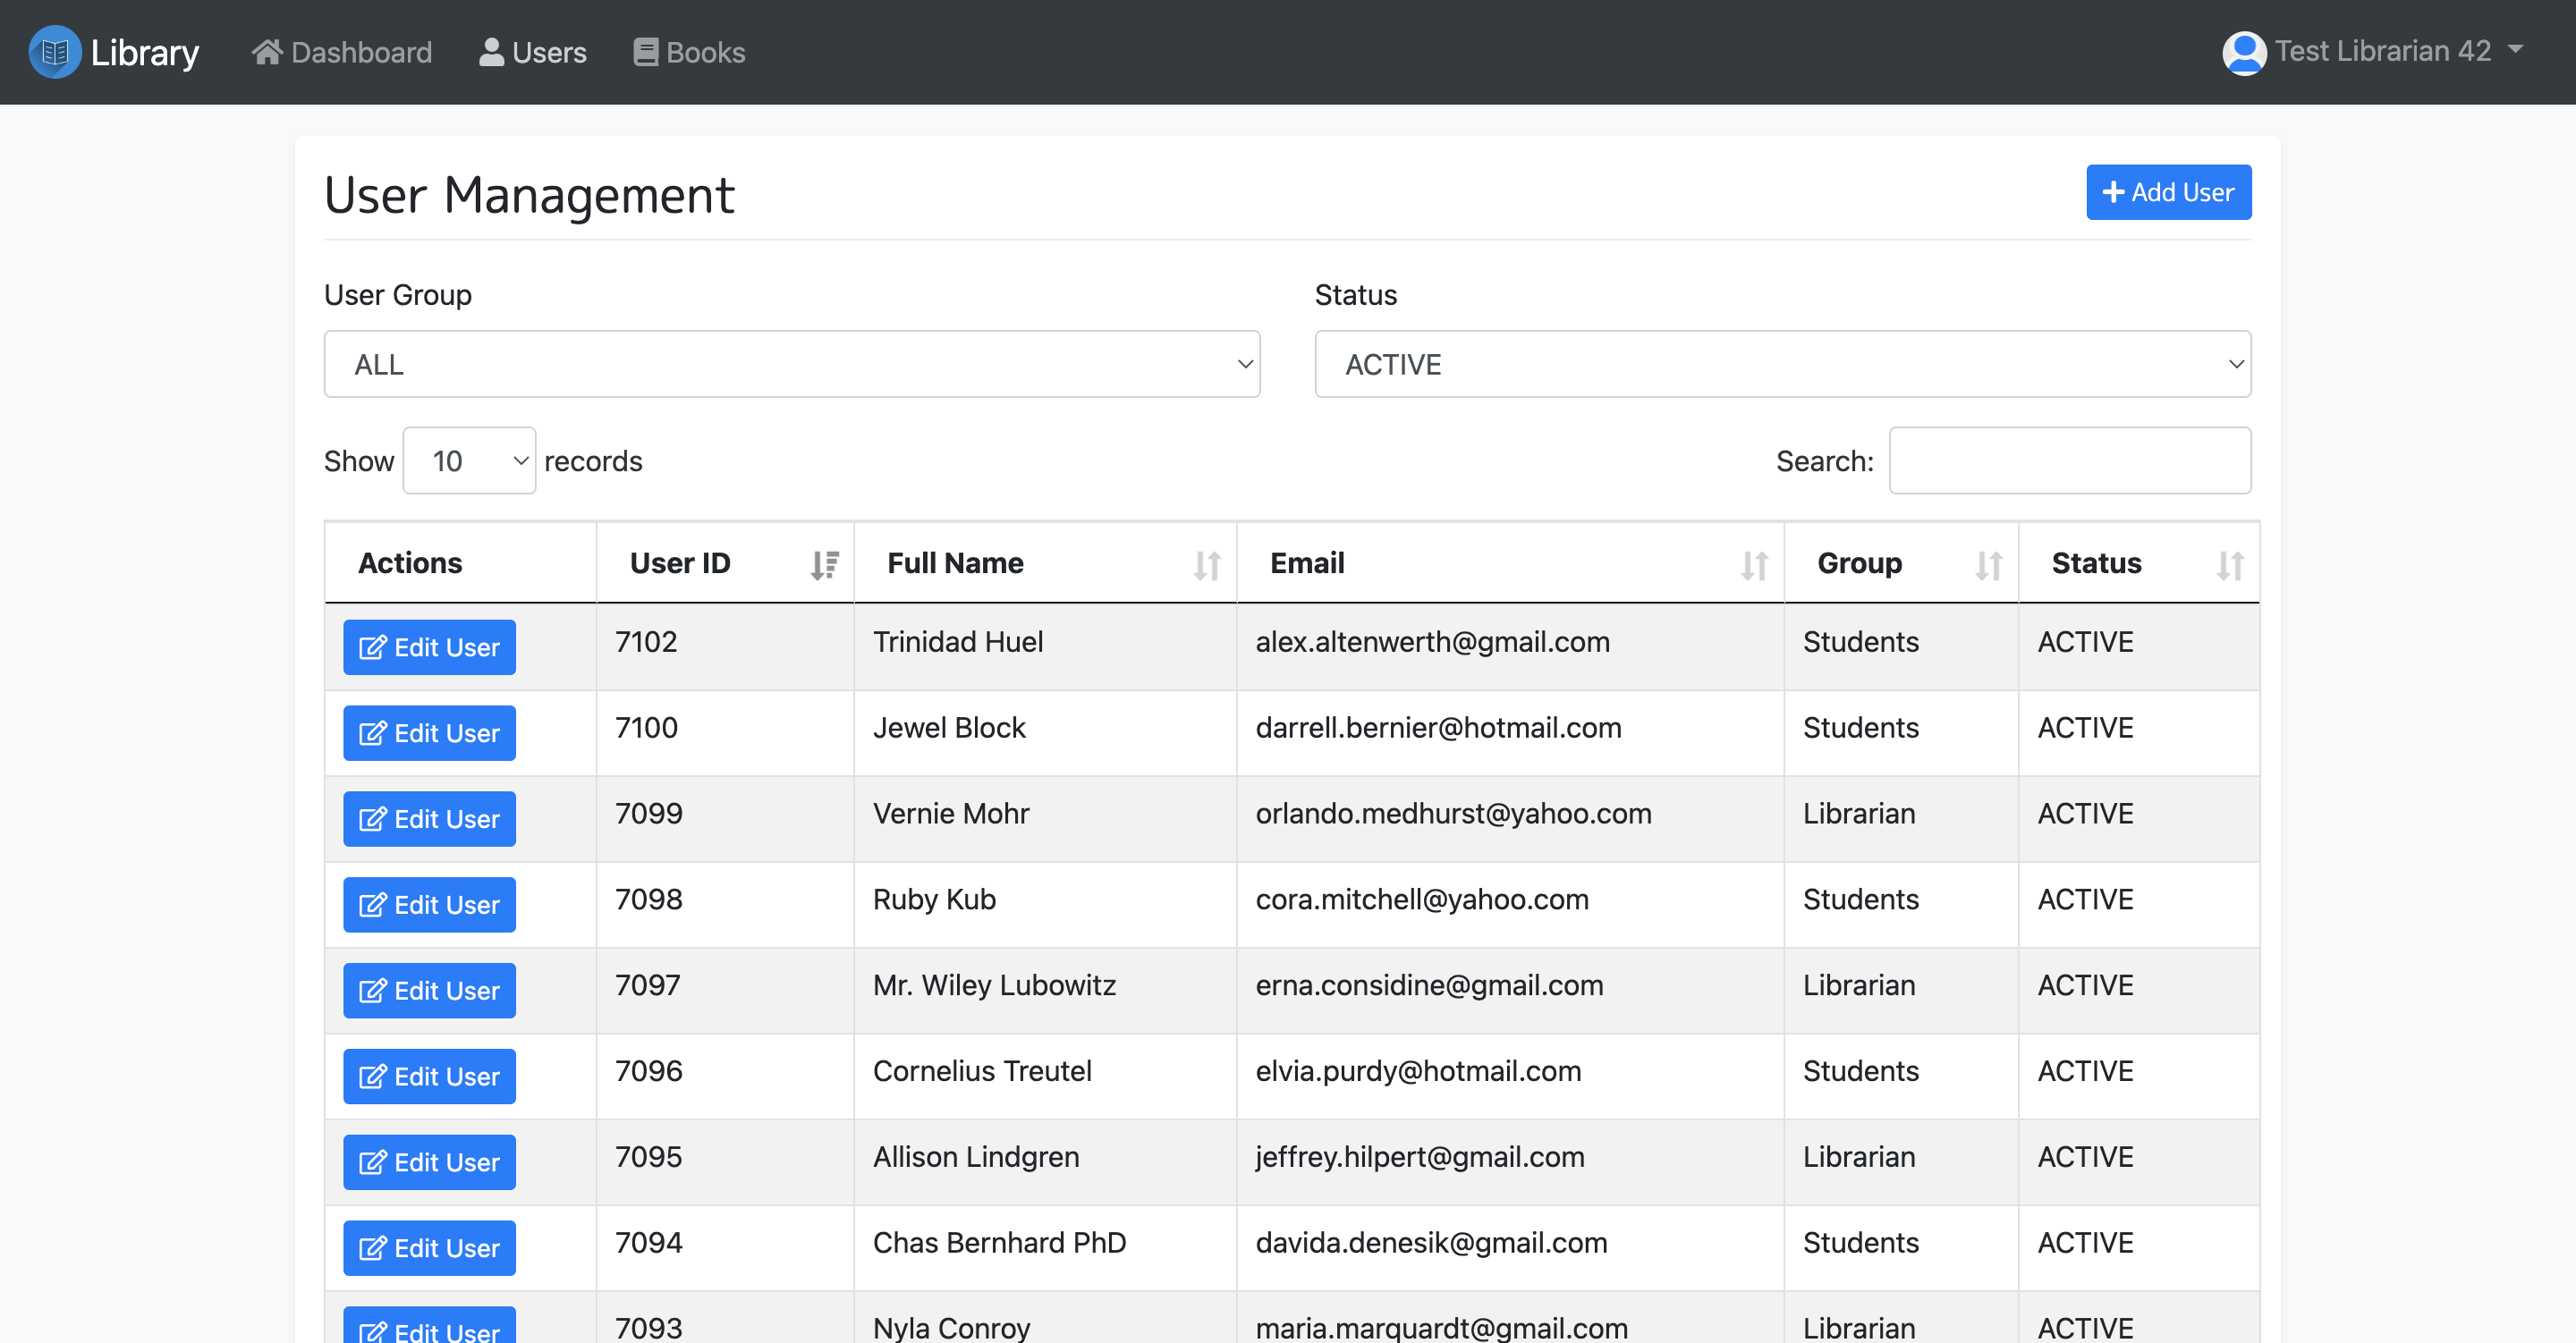 Library Dashboard Users Books Test Librarian 42
User Management + Add User
User Group Status
ALL ACTIVE
Show 10 records Search:
Actions User ID Full Name Email Group Status
Edit User 7102 Trinidad Huel alex.altenwerth@gmail.com Students ACTIVE
Edit User 7100 Jewel Block darrell.bernier@hotmail.com Students ACTIVE
Edit User 7099 Vernie Mohr orlando.medhurst@yahoo.com Librarian ACTIVE
Edit User 7098 Ruby Kub cora.mitchell@yahoo.com Students ACTIVE
Edit User 7097 Mr. Wiley Lubowitz erna.considine@gmail.com Librarian ACTIVE
Edit User 7096 Cornelius Treutel elvia.purdy@hotmail.com Students ACTIVE
Edit User 7095 Allison Lindgren jeffrey.hilpert@gmail.com Librarian ACTIVE
Edit User 7094 Chas Bernhard PhD davida.denesik@gmail.com Students ACTIVE
Edit User 7093 Nyla Conroy maria.marquardt@gmail.com Librarian ACTIVE